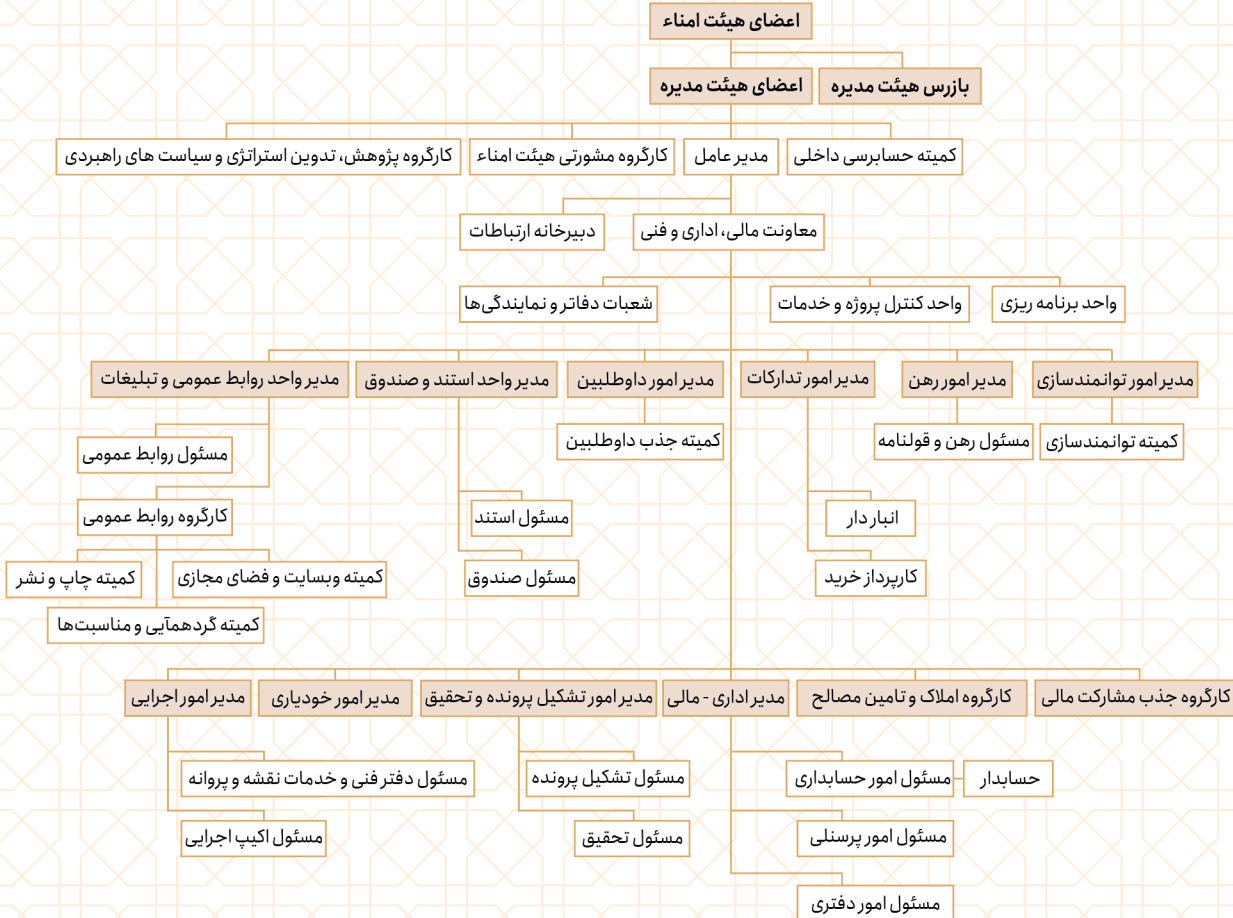 اعضای هیئت امناء
بازرس هیئت مدیره
اعضای هیئت مدیره
کمیته حسابرسی داخلی
مدیر عامل
کارگروه مشورتی هیئت امناء
کارگروه پژوهش، تدوین استراتژی و سیاست های راهبردی
معاونت مالی، اداری و فنی
دبیرخانه ارتباطات
واحد برنامه ریزی
واحد کنترل پروژه و خدمات
شعبات دفاتر و نمایندگی‌ها
مدیر امور توانمندسازی
مدیر امور رهن
مدیر امور تدارکات
مدیر امور داوطلبین
مدیر واحد استند و صندوق
مدیر واحد روابط عمومی و تبلیغات
کمیته توانمندسازی
مسئول رهن و قولنامه
کمیته جذب داوطلبین
مسئول روابط عمومی
انبار دار
مسئول استند
کارگروه روابط عمومی
کارپرداز خرید
مسئول صندوق
کمیته وبسایت و فضای مجازی
کمیته چاپ و نشر
کمیته گردهمآیی و مناسبت‌ها
کارگروه جذب مشارکت مالی
کارگروه املاک و تامین مصالح
مدیر اداری - مالی
مدیر امور تشکیل پرونده و تحقیق
مدیر امور خودیاری
مدیر امور اجرایی
حسابدار
مسئول امور حسابداری
مسئول تشکیل پرونده
مسئول دفتر فنی و خدمات نقشه و پروانه
مسئول امور پرسنلی
مسئول تحقیق
مسئول اکیپ اجرایی
مسئول امور دفتری